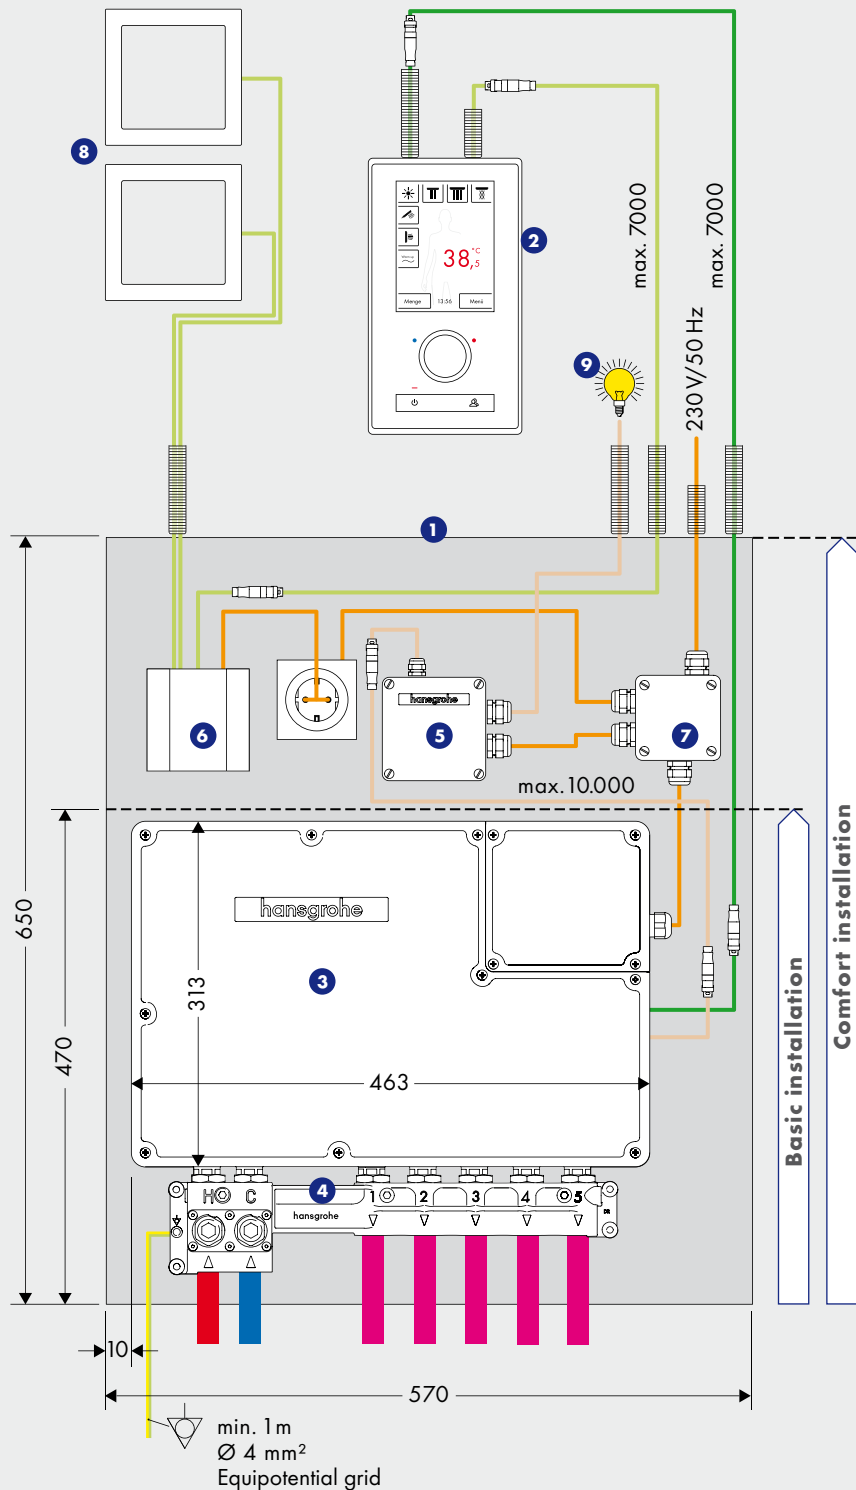 8
2
38,5 °C
Menge
13:56
Menü
max. 7000
max. 7000
9
230 V/50 Hz
1
6
hansgrohe
5
7
max.10.000
650
470
hansgrohe
3
313
463
Basic installation
Comfort installation
H C
4
hansgrohe
1 2 3 4 5
10
570
min. 1m
Ø 4 mm²
Equipotential grid